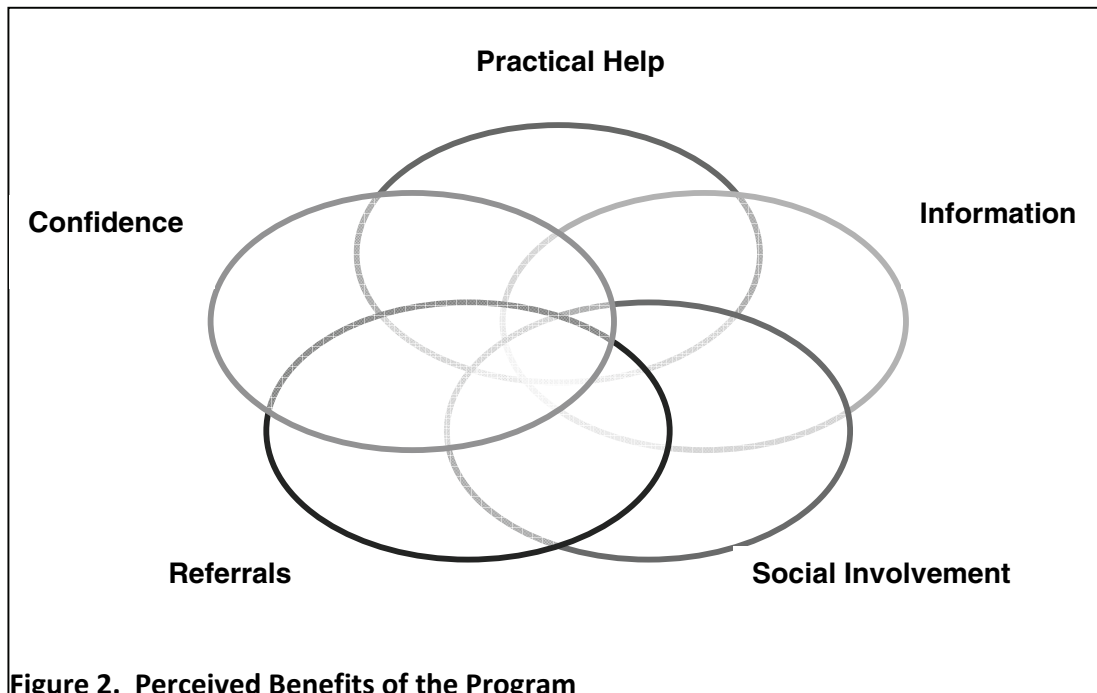 Practical Help
Confidence
Information
Referrals
Social Involvement
Figure 2.  Perceived Benefits of the Program